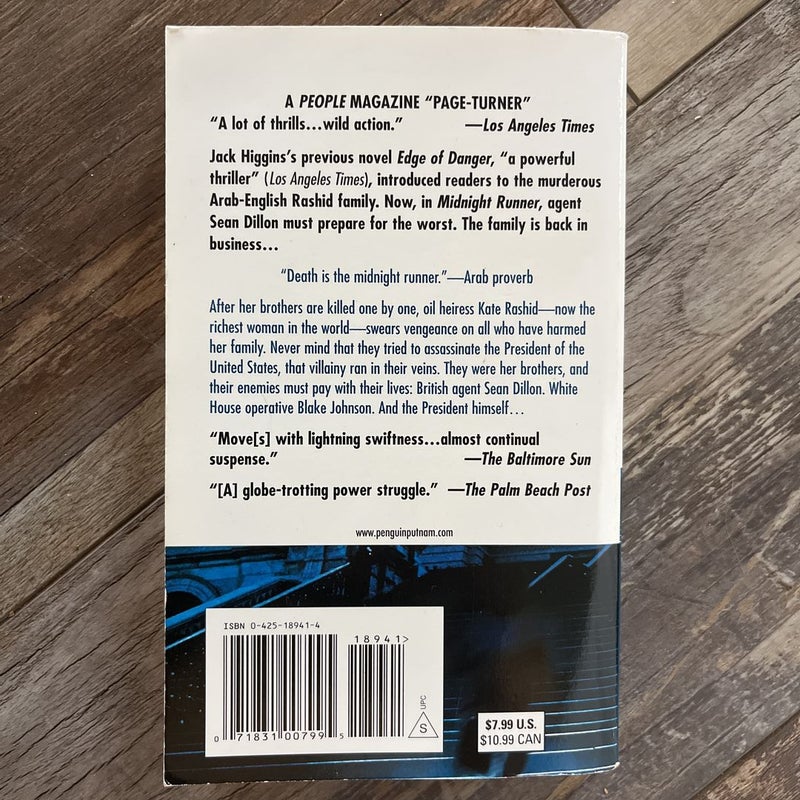 A PEOPLE MAGAZINE “PAGE-TURNER”
“A lot of thrills...wild action.” —Los Angeles Times
Jack Higgins's previous novel Edge of Danger, “a powerful
thriller” (Los Angeles Times), introduced readers to the murderous
Arab-English Rashid family. Now, in Midnight Runner, agent
Sean Dillon must prepare for the worst. The family is back in
business...
“Death is the midnight runner.”—Arab proverb
After her brothers are killed one by one, oil heiress Kate Rashid—now the
richest woman in the world—swears vengeance on all who have harmed
her family. Never mind that they tried to assassinate the President of the
United States, that villainy ran in their veins. They were her brothers, and
their enemies must pay with their lives: British agent Sean Dillon. White
House operative Blake Johnson. And the President himself...
“Move[s] with lightning swiftness...almost continual
suspense.” —The Baltimore Sun
“[A] globe-trotting power struggle.” —The Palm Beach Post
www.penguinputnam.com
ISBN 0-425-18941-4
18941>
0 71831 00799 5
UPC
S
$7.99 U.S.
$10.99 CAN